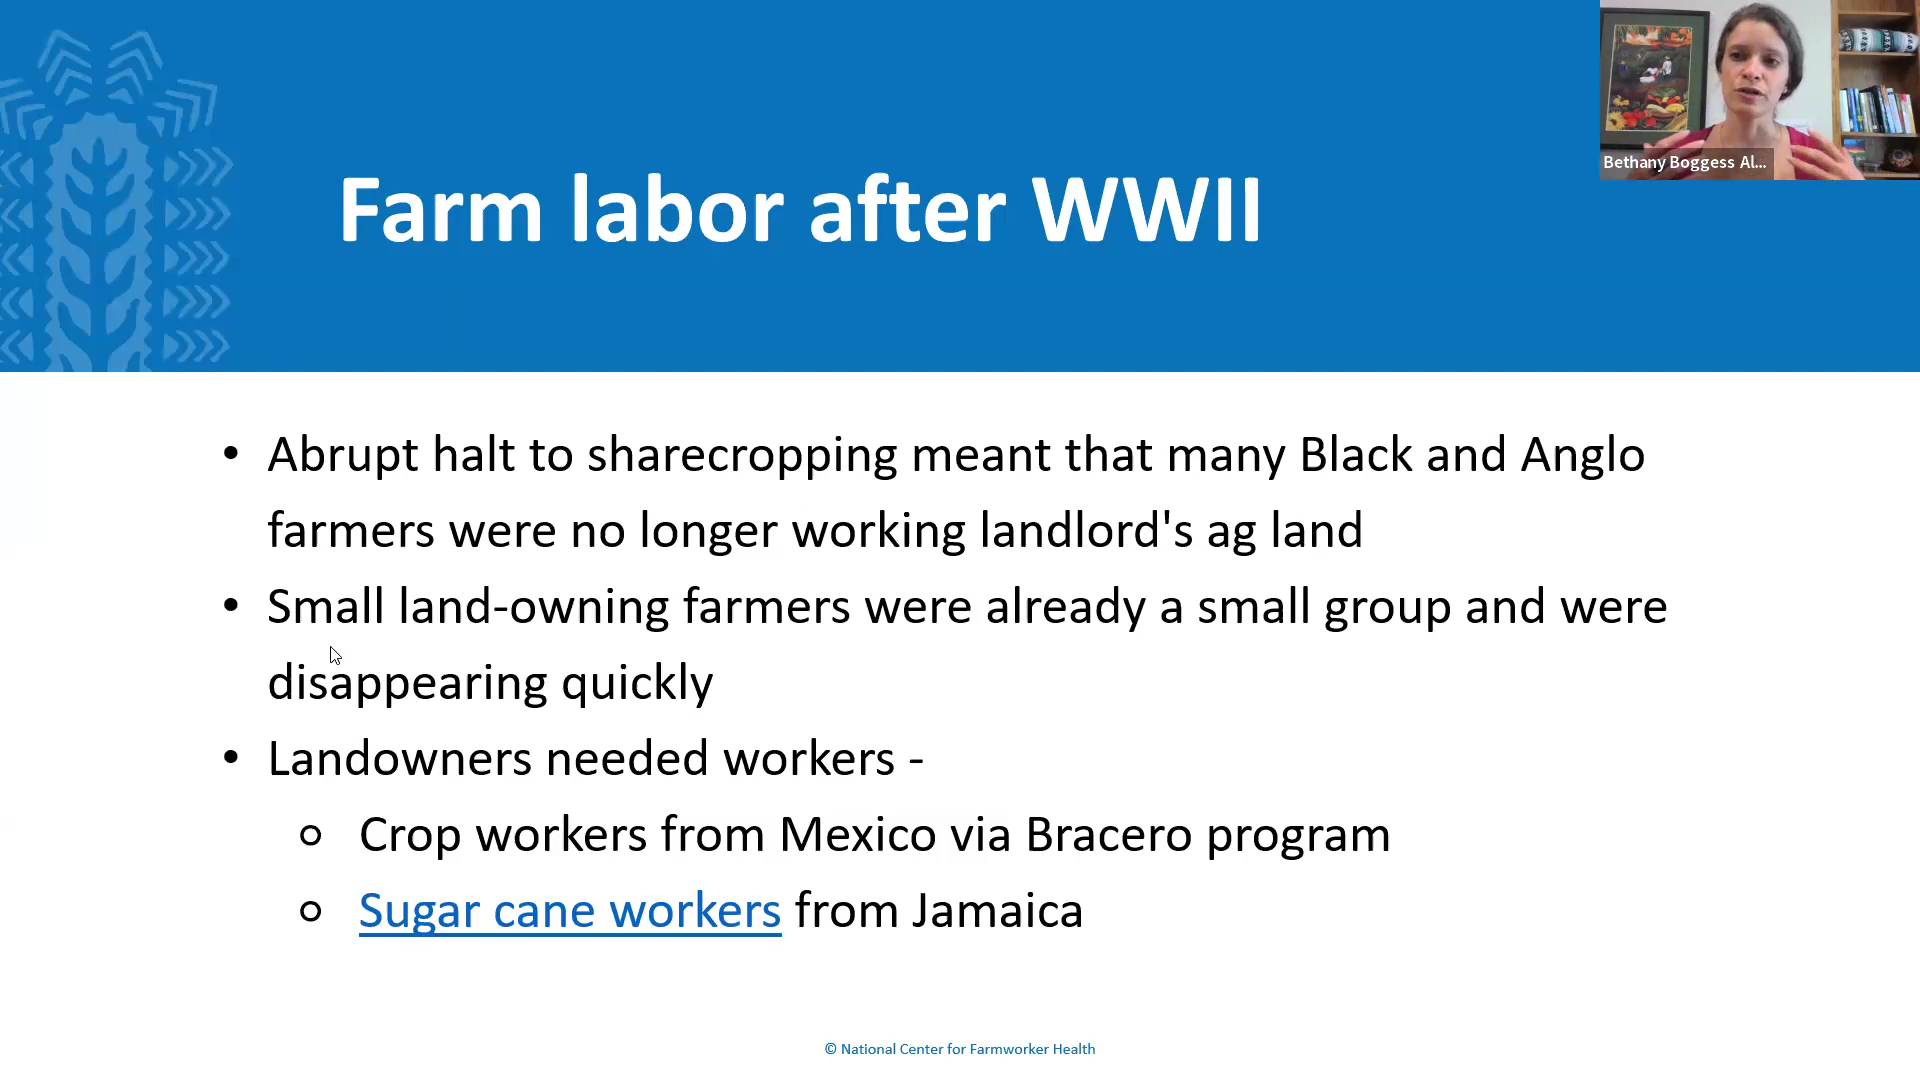 Bethany Boggess Al...
Farm labor after WWII
• Abrupt halt to sharecropping meant that many Black and Anglo
farmers were no longer working landlord's ag land
• Small land-owning farmers were already a small group and were
disappearing quickly
• Landowners needed workers -
○ Crop workers from Mexico via Bracero program
○ Sugar cane workers from Jamaica
© National Center for Farmworker Health